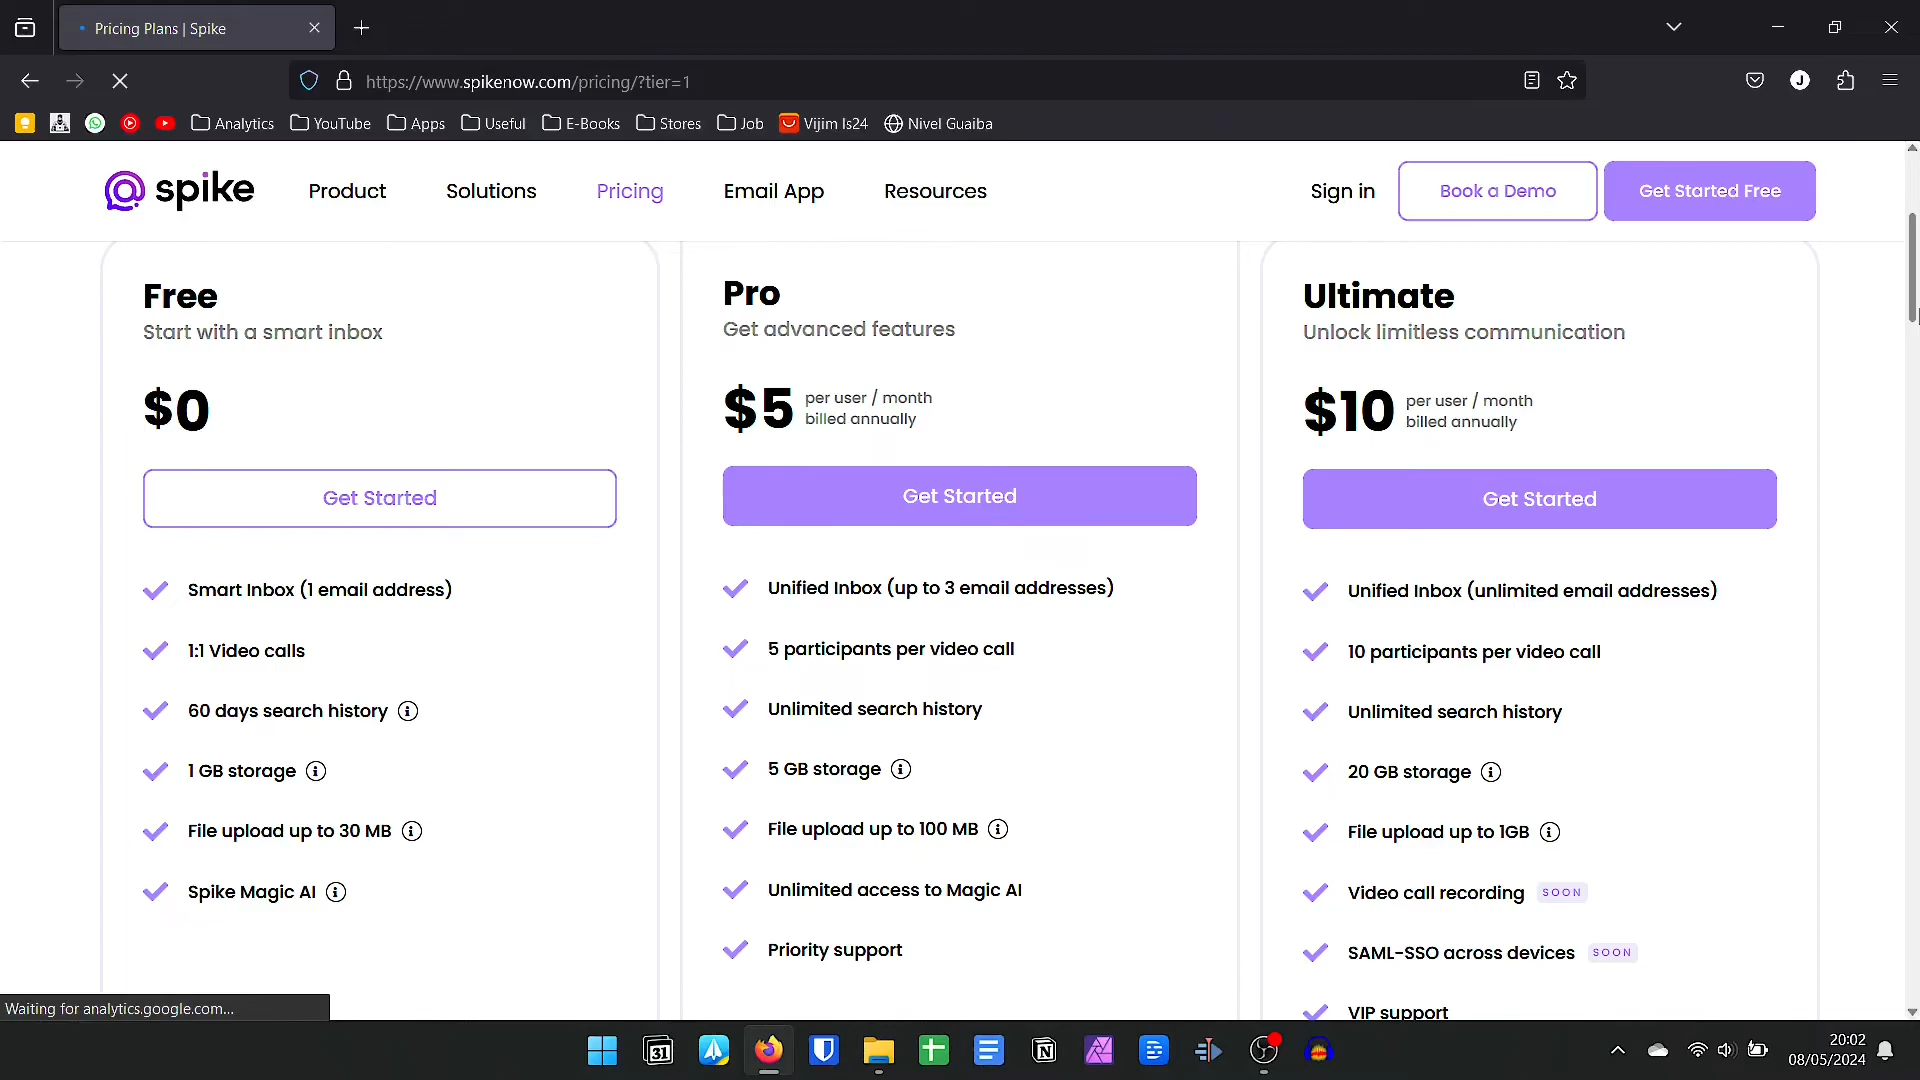 Pricing Plans | Spike
https://www.spikenow.com/pricing/?tier=1
Analytics YouTube Apps Useful E-Books Stores Job Vijim ls24 Nivel Guaiba
spike Product Solutions Pricing Email App Resources Sign in Book a Demo Get Started Free
Free
Start with a smart inbox
$0
Get Started
Smart Inbox (1 email address)
1:1 Video calls
60 days search history
1 GB storage
File upload up to 30 MB
Spike Magic AI
Pro
Get advanced features
$5 per user / month
billed annually
Get Started
Unified Inbox (up to 3 email addresses)
5 participants per video call
Unlimited search history
5 GB storage
File upload up to 100 MB
Unlimited access to Magic AI
Priority support
Ultimate
Unlock limitless communication
$10 per user / month
billed annually
Get Started
Unified Inbox (unlimited email addresses)
10 participants per video call
Unlimited search history
20 GB storage
File upload up to 1GB
Video call recording SOON
SAML-SSO across devices SOON
VIP support
Waiting for analytics.google.com...
31
20:02
08/05/2024